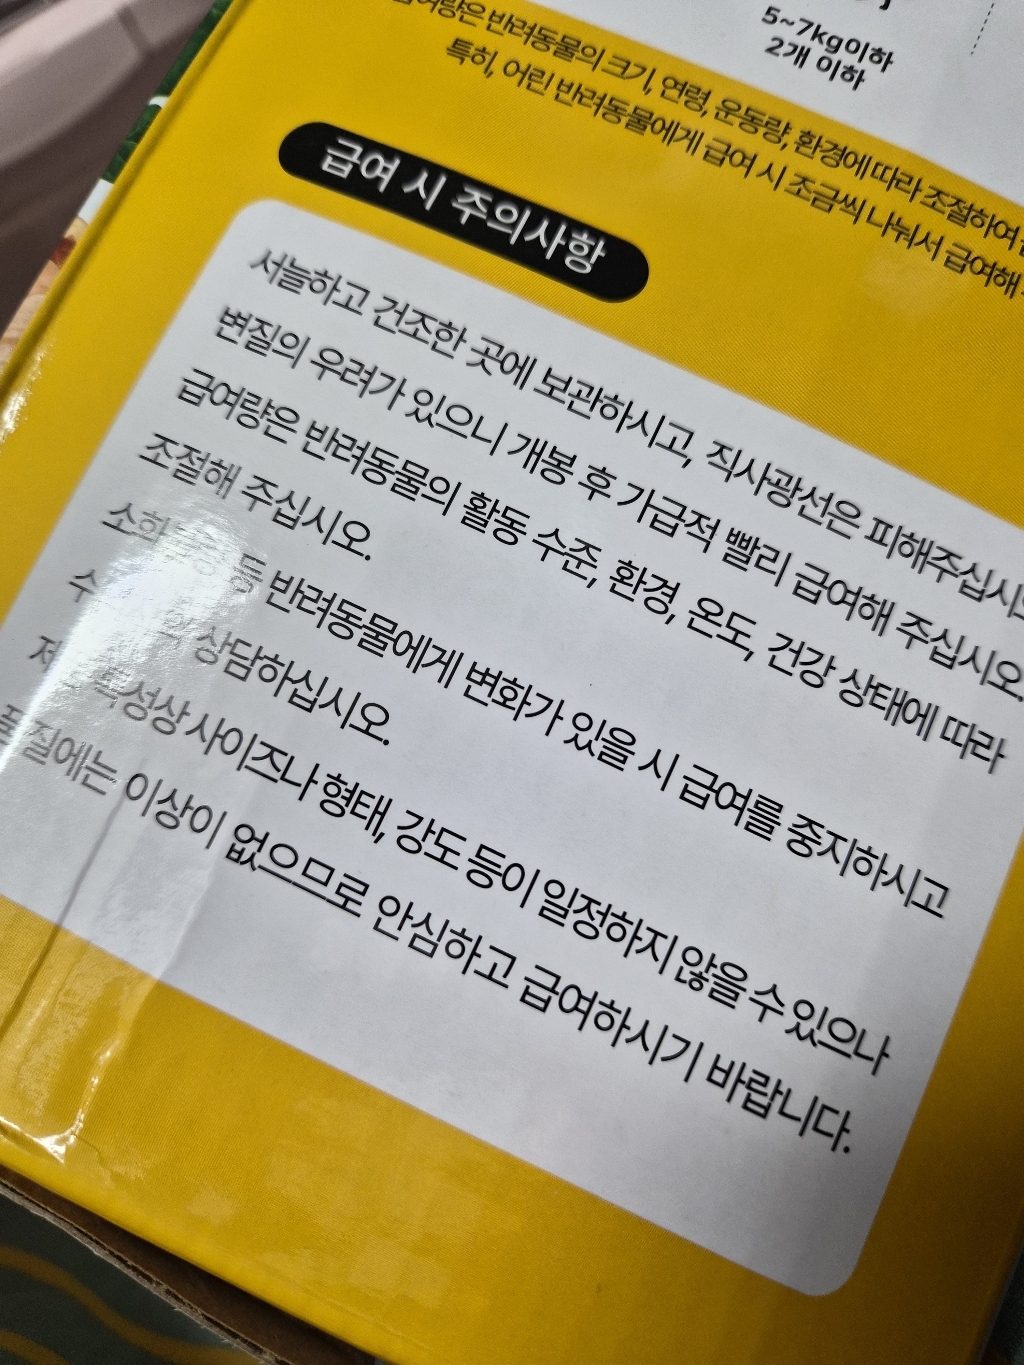 5~7kg이하
2개 이하
급여량은 반려동물의 크기, 연령, 운동량, 환경에 따라 조절하여
특히, 어린 반려동물에게 급여 시 조금씩 나눠서 급여해
급여 시 주의사항
서늘하고 건조한 곳에 보관하시고, 직사광선은 피해주십시오
변질의 우려가 있으니 개봉 후 가급적 빨리 급여해 주십시오.
급여량은 반려동물의 활동 수준, 환경, 온도, 건강 상태에 따라
조절해 주십시오.
등 반려동물에게 변화가 있을 시 급여를 중지하시고
상담하십시오.
특성상 사이즈나 형태, 강도 등이 일정하지 않을 수 있으나
품질에는 이상이 없으므로 안심하고 급여하시기 바랍니다.